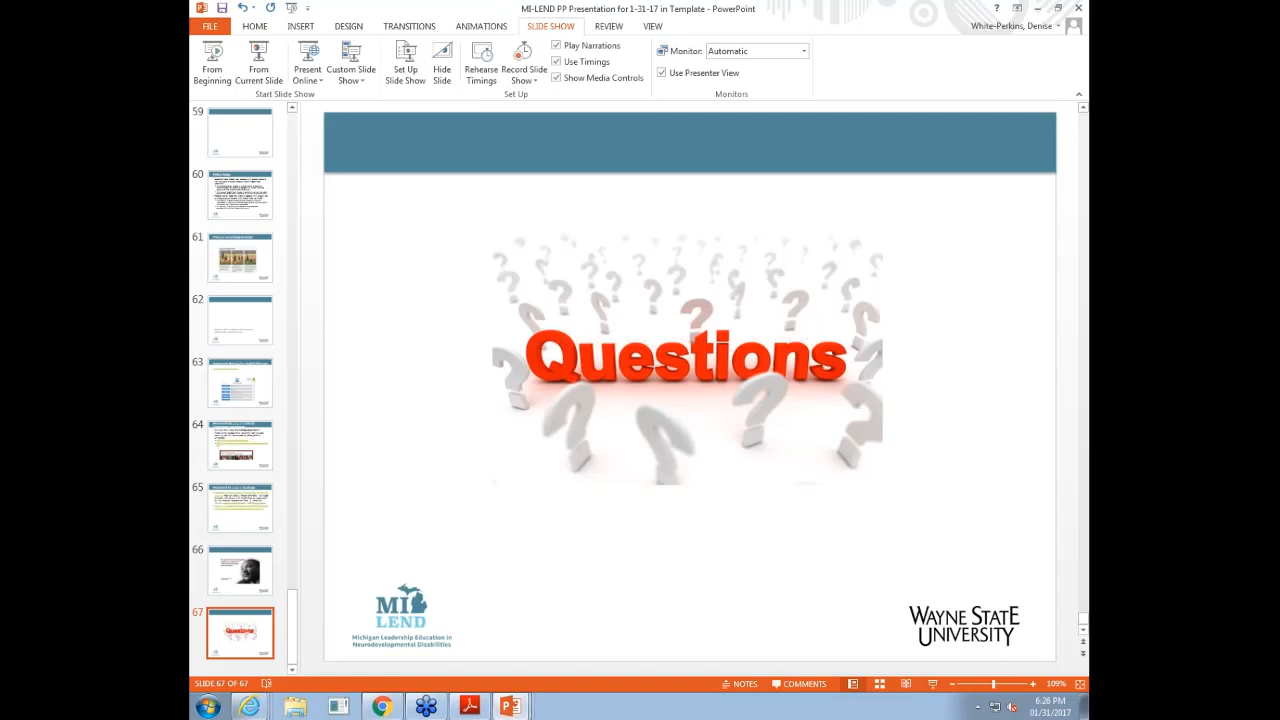 MI-LEND PP Presentation for 1-31-17 in Template - PowerPoint
FILE HOME INSERT DESIGN TRANSITIONS ANIMATIONS SLIDE SHOW REVIEW VIEW White-Perkins, Denise
From Beginning
From Current Slide
Present Online
Custom Slide Show
Set Up Slide Show
Hide Slide
Rehearse Timings
Record Slide Show
Play Narrations
Use Timings
Show Media Controls
Monitor: Automatic
Use Presenter View
Start Slide Show
Set Up
Monitors
59
60
61
62
63
64
65
66
67
Questions
Questions
MI
LEND
Michigan Leadership Education in
Neurodevelopmental Disabilities
WAYNE STATE
UNIVERSITY
SLIDE 67 OF 67
NOTES
COMMENTS
109%
6:26 PM
01/31/2017